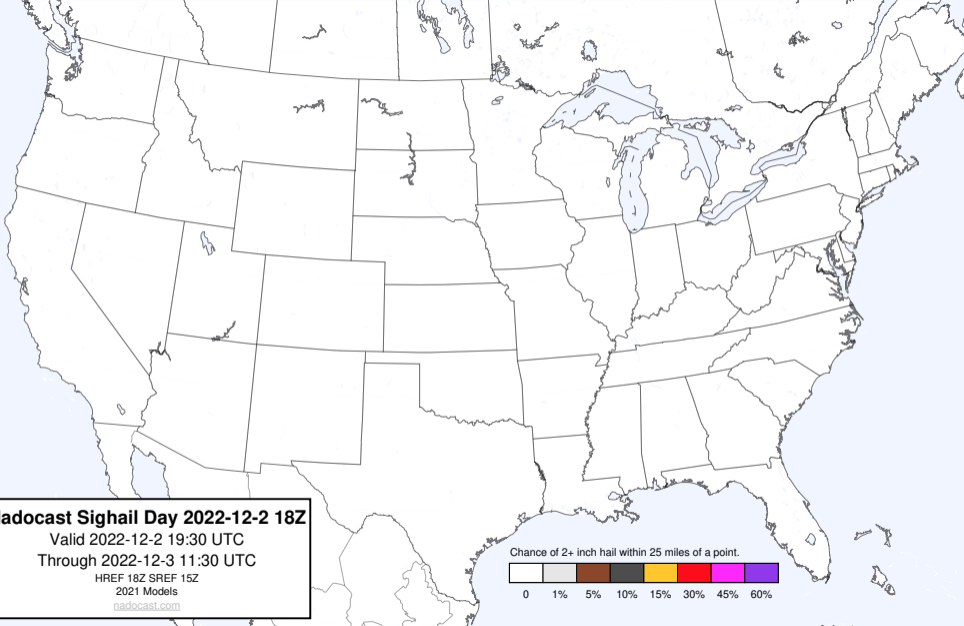 adocast Sighail Day 2022-12-2 18Z
Valid 2022-12-2 19:30 UTC
Through 2022-12-3 11:30 UTC
HREF 18Z SREF 15Z
2021 Models
nadocast.com
Chance of 2+ inch hail within 25 miles of a point.
0 1% 5% 10% 15% 30% 45% 60%